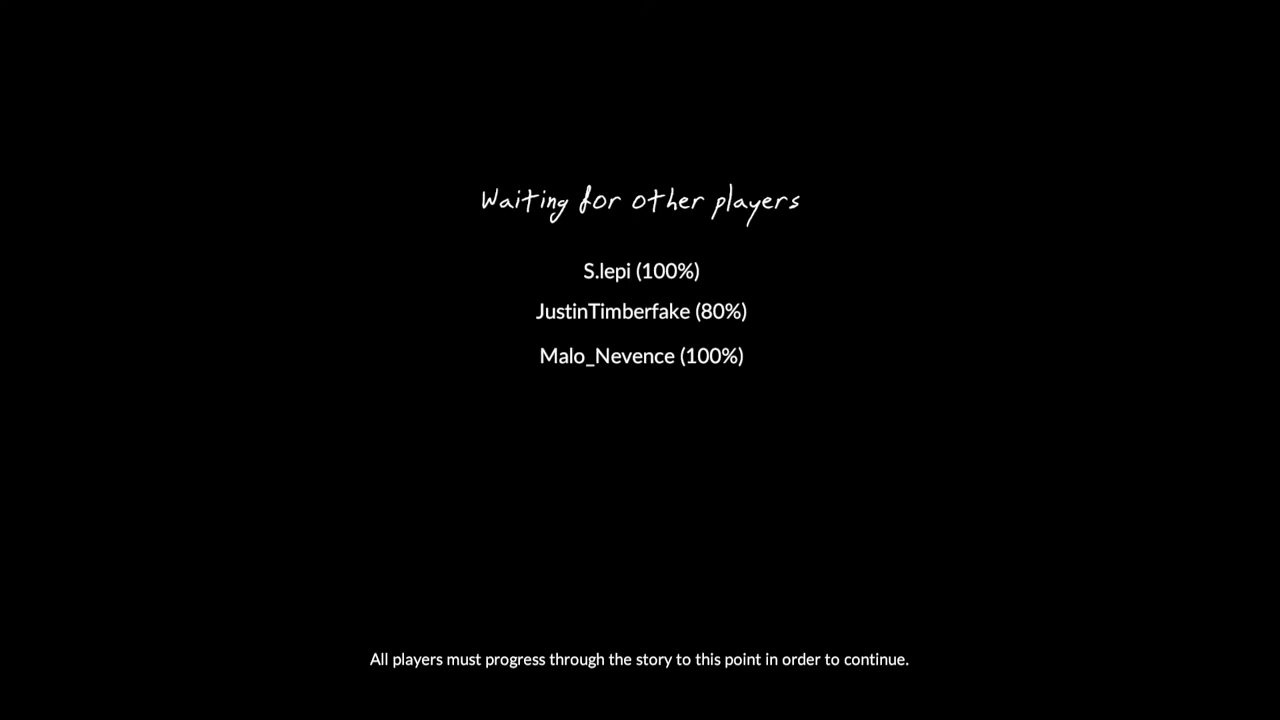 Waiting for other players
S.lepi (100%)
JustinTimberfake (80%)
Malo_Nevence (100%)
All players must progress through the story to this point in order to continue.